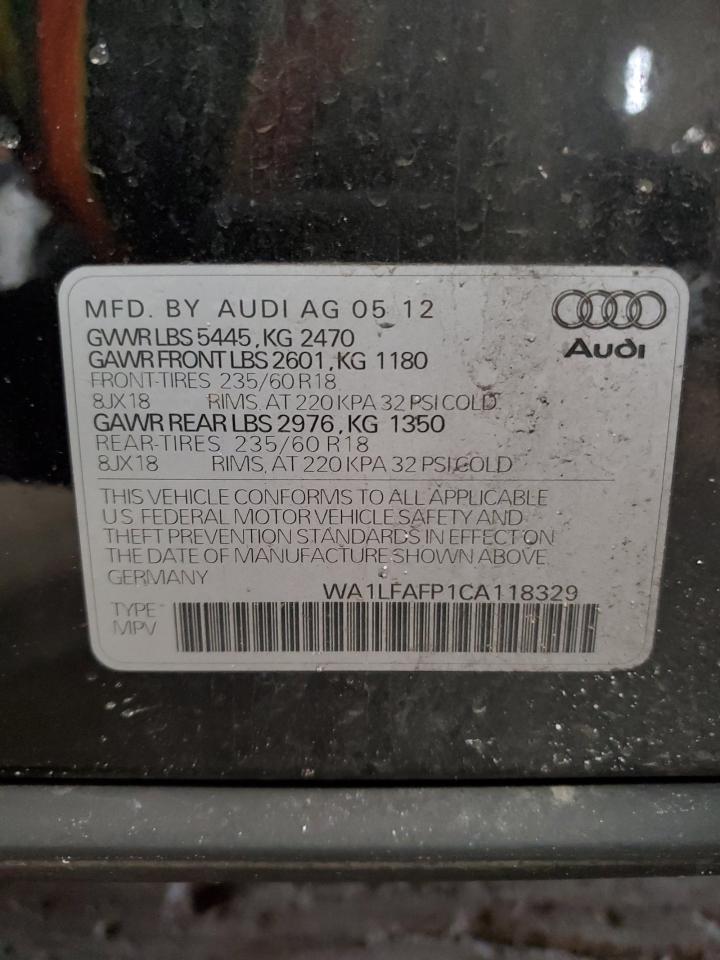 MFD. BY AUDI AG 05 12
GVWR LBS 5445, KG 2470
GAWR FRONT LBS 2601, KG 1180
FRONT-TIRES 235/60 R18
8JX18 RIMS, AT 220 KPA 32 PSI COLD
GAWR REAR LBS 2976, KG 1350
REAR-TIRES 235/60 R18
8JX18 RIMS, AT 220 KPA 32 PSI COLD
Audi
THIS VEHICLE CONFORMS TO ALL APPLICABLE
U.S. FEDERAL MOTOR VEHICLE SAFETY AND
THEFT PREVENTION STANDARDS IN EFFECT ON
THE DATE OF MANUFACTURE SHOWN ABOVE
GERMANY
WA1LFAFP1CA118329
TYPE
MPV